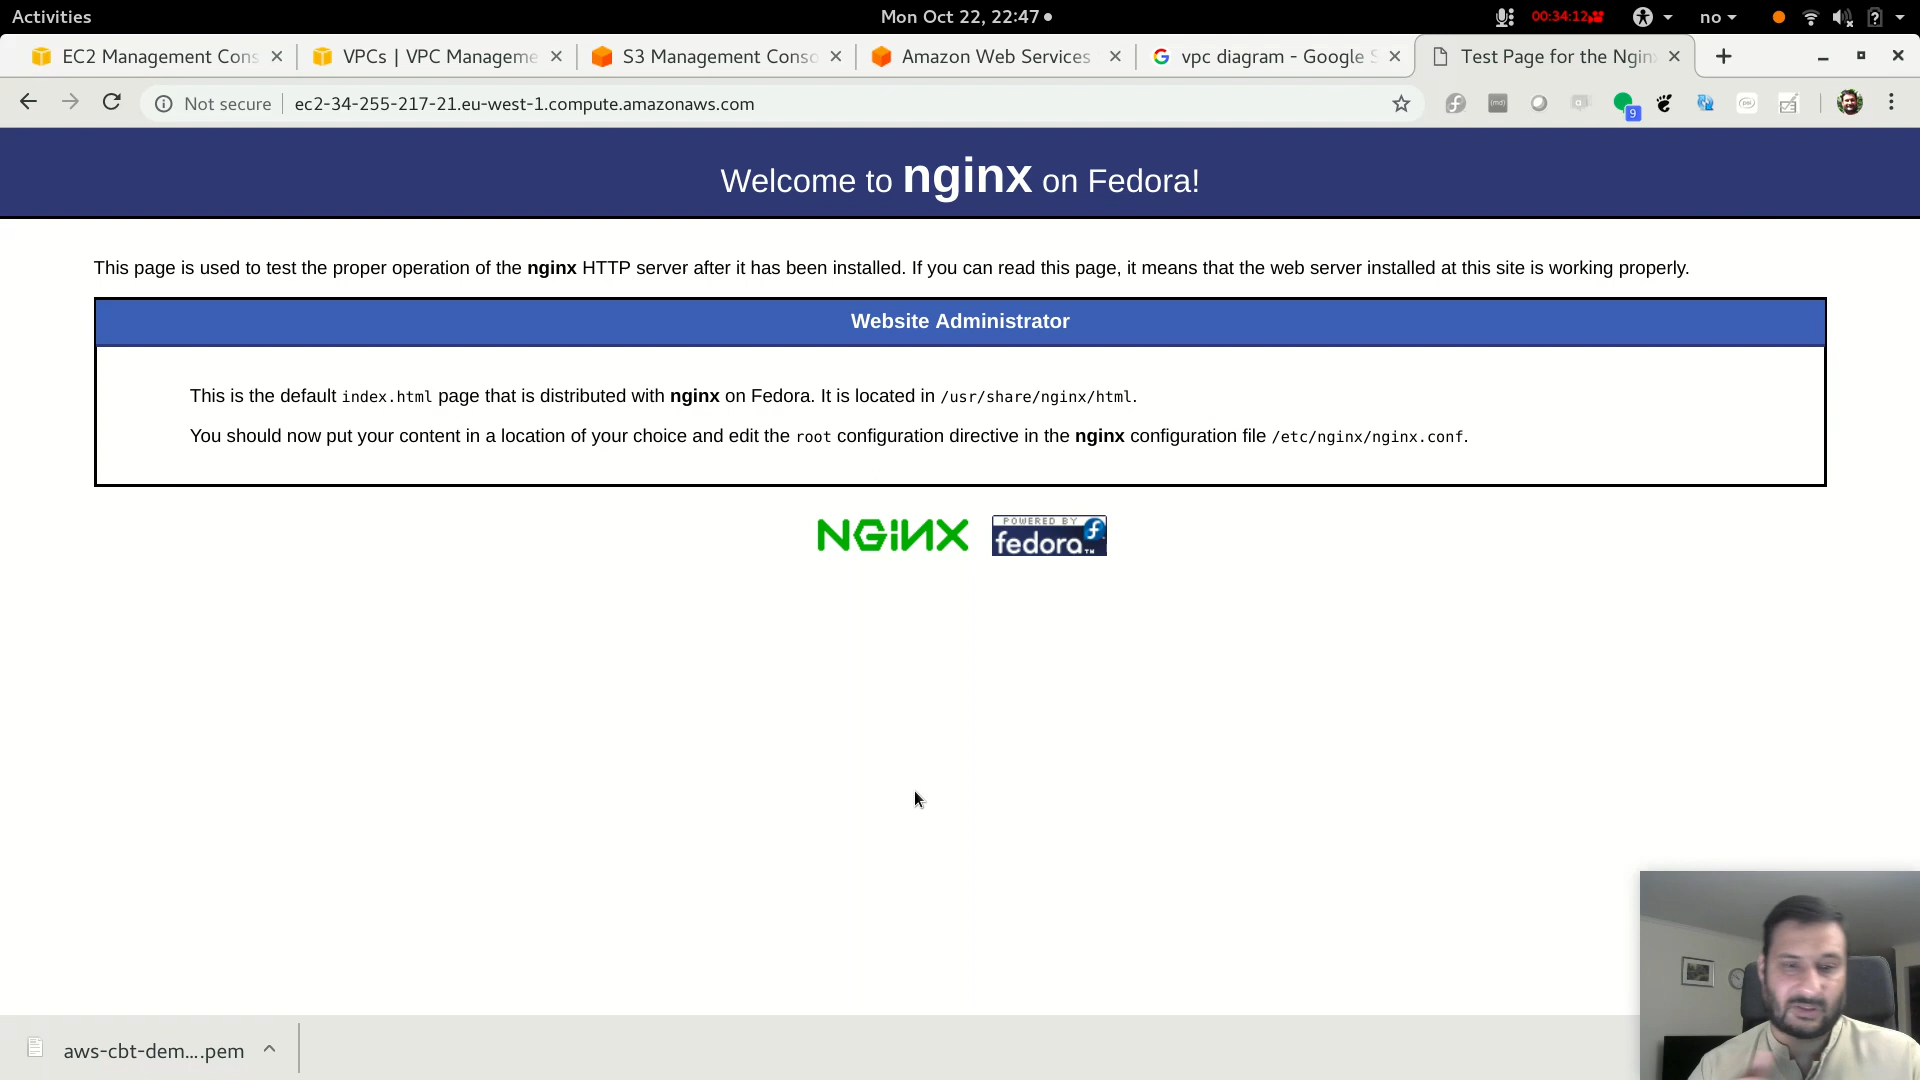 Activities
Mon Oct 22, 22:47
00:34:12
no
EC2 Management Cons
VPCs | VPC Manageme
S3 Management Conso
Amazon Web Services
vpc diagram - Google S
Test Page for the Nginx
Not secure
ec2-34-255-217-21.eu-west-1.compute.amazonaws.com
9
Welcome to nginx on Fedora!
This page is used to test the proper operation of the nginx HTTP server after it has been installed. If you can read this page, it means that the web server installed at this site is working properly.
Website Administrator
This is the default index.html page that is distributed with nginx on Fedora. It is located in /usr/share/nginx/html.
You should now put your content in a location of your choice and edit the root configuration directive in the nginx configuration file /etc/nginx/nginx.conf.
NGiNX
POWERED BY
fedora™
aws-cbt-dem....pem